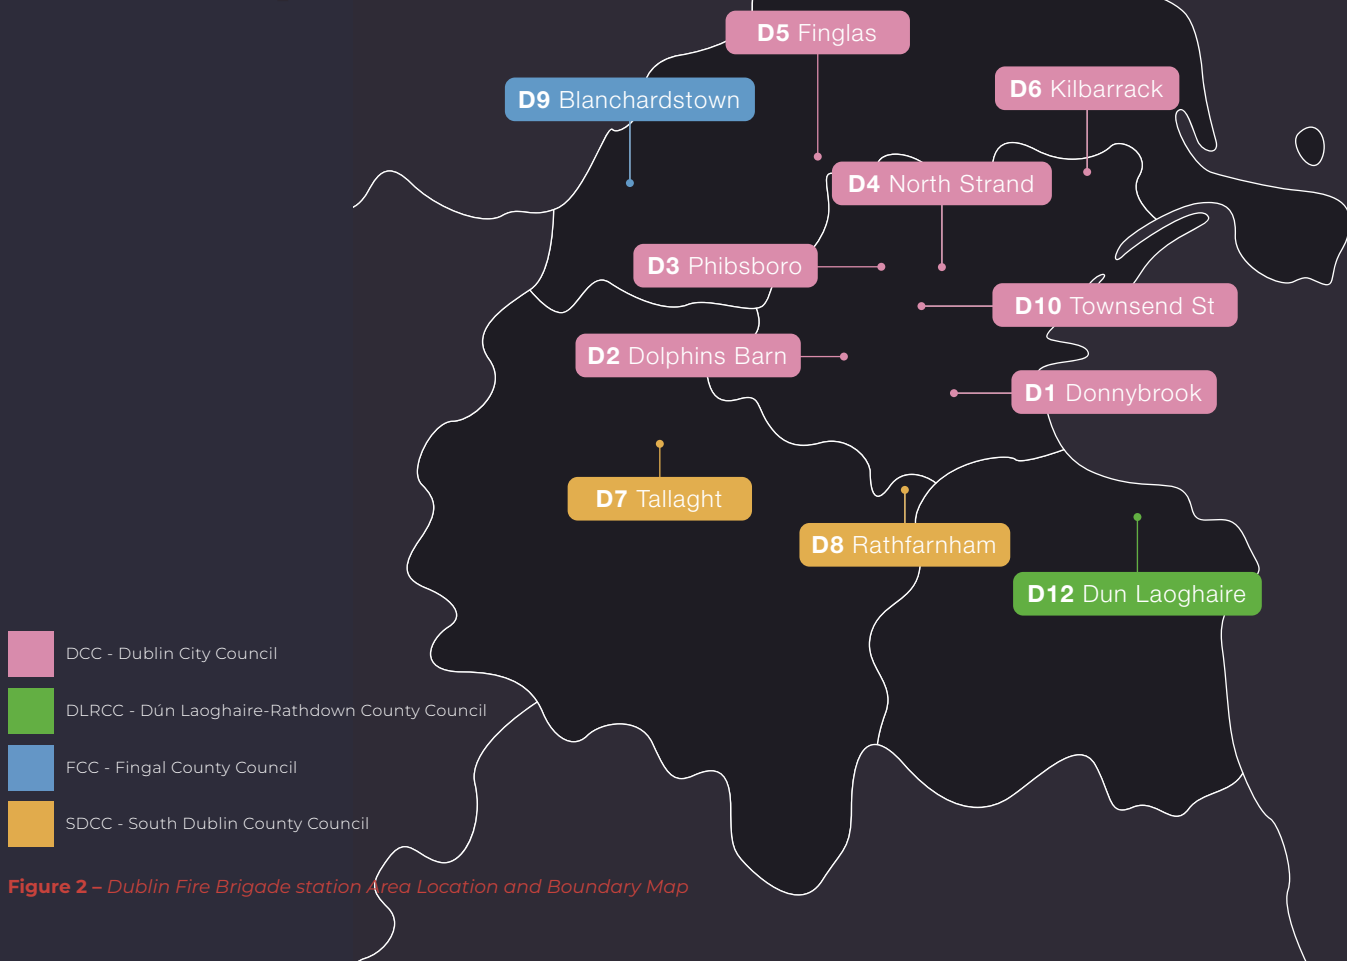 D5 Finglas
D6 Kilbarrack
D9 Blanchardstown
D4 North Strand
D3 Phibsboro
D10 Townsend St
D2 Dolphins Barn
D1 Donnybrook
D7 Tallaght
D8 Rathfarnham
D12 Dun Laoghaire
DCC - Dublin City Council
DLRCC - Dún Laoghaire-Rathdown County Council
FCC - Fingal County Council
SDCC - South Dublin County Council
Figure 2 – Dublin Fire Brigade station Area Location and Boundary Map